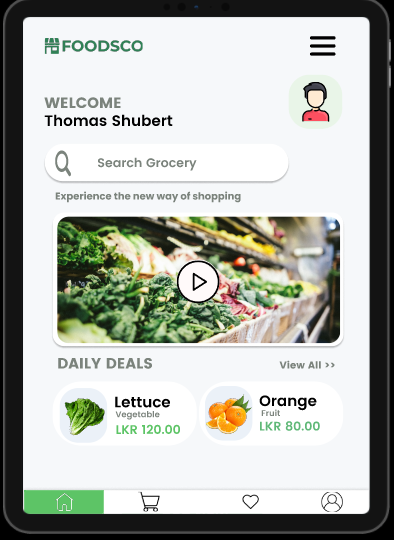 FOODSCO
WELCOME
Thomas Shubert
Search Grocery
Experience the new way of shopping
DAILY DEALS
View All >>
Lettuce
Vegetable
LKR 120.00
Orange
Fruit
LKR 80.00